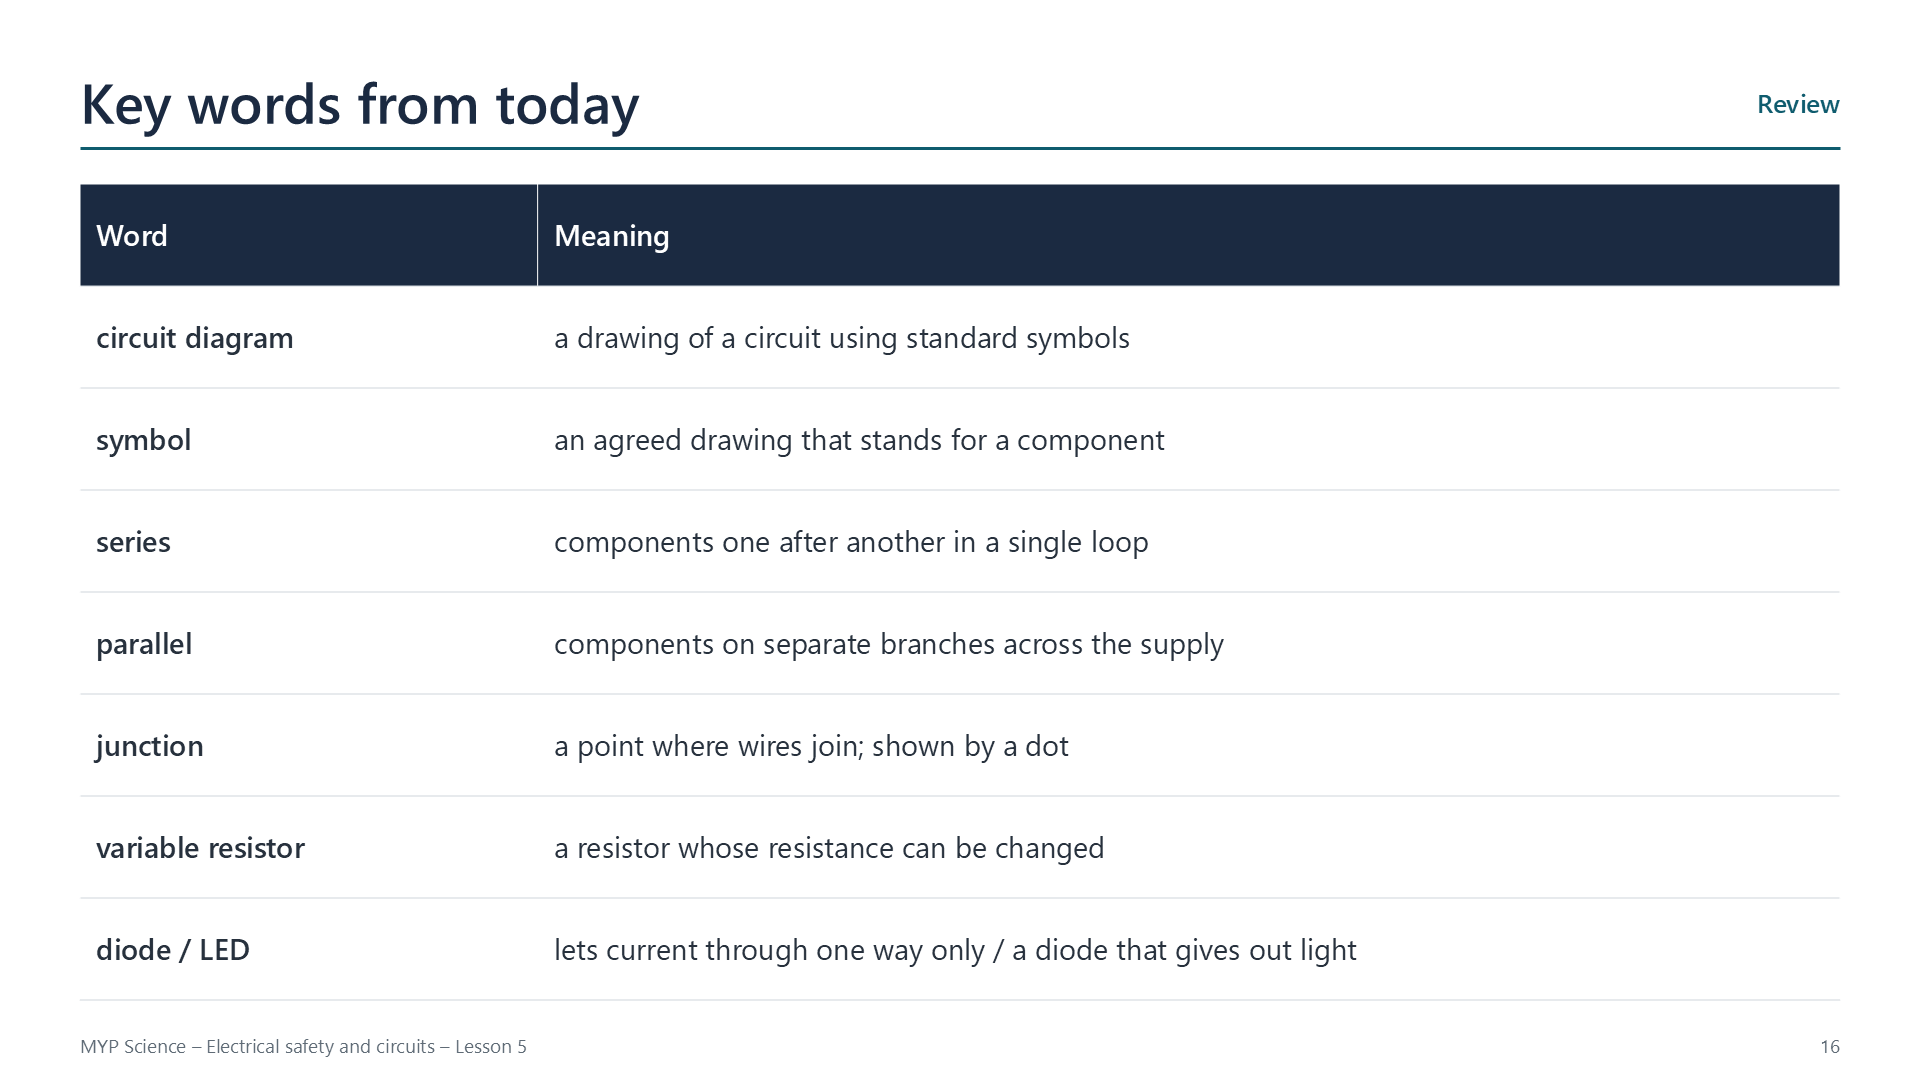 Key words from today
Review
Word
Meaning
circuit diagram
a drawing of a circuit using standard symbols
symbol
an agreed drawing that stands for a component
series
components one after another in a single loop
parallel
components on separate branches across the supply
junction
a point where wires join; shown by a dot
variable resistor
a resistor whose resistance can be changed
diode / LED
lets current through one way only / a diode that gives out light
MYP Science – Electrical safety and circuits – Lesson 5
16